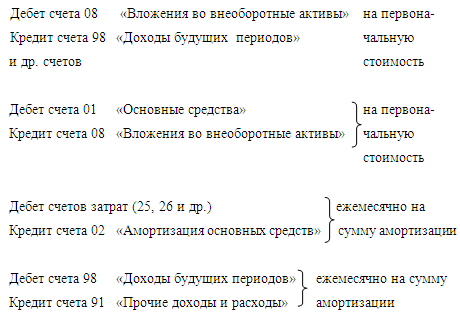 Дебет счета 08 «Вложения во внеоборотные активы» на первона-
Кредит счета 98 «Доходы будущих периодов» чальную
и др. счетов стоимость
Дебет счета 01 «Основные средства» на первона-
Кредит счета 08 «Вложения во внеоборотные активы» чальную
стоимость
Дебет счетов затрат (25, 26 и др.) ежемесячно на
Кредит счета 02 «Амортизация основных средств» сумму амортизации
Дебет счета 98 «Доходы будущих периодов» ежемесячно на сумму
Кредит счета 91 «Прочие доходы и расходы» амортизации